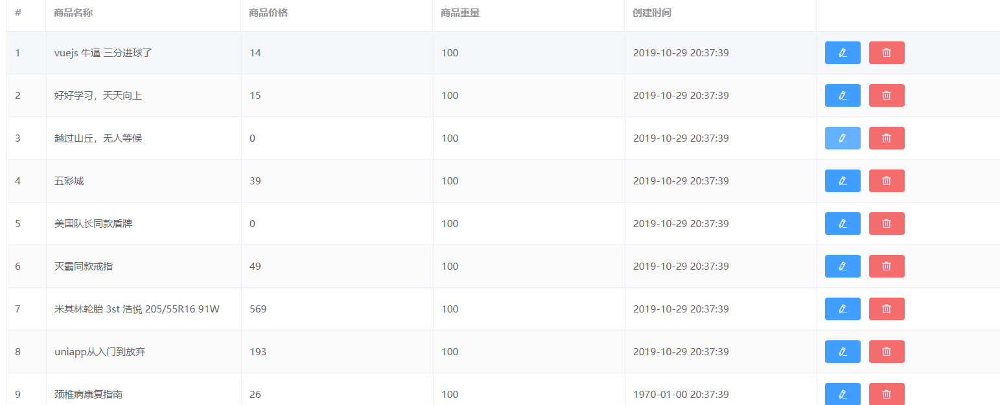 # 商品名称 商品价格 商品重量 创建时间
1 vuejs 牛逼 三分进球了 14 100 2019-10-29 20:37:39
2 好好学习，天天向上 15 100 2019-10-29 20:37:39
3 越过山丘，无人等候 0 100 2019-10-29 20:37:39
4 五彩城 39 100 2019-10-29 20:37:39
5 美国队长同款盾牌 0 100 2019-10-29 20:37:39
6 灭霸同款戒指 49 100 2019-10-29 20:37:39
7 米其林轮胎 3st 浩悦 205/55R16 91W 569 100 2019-10-29 20:37:39
8 uniapp从入门到放弃 193 100 2019-10-29 20:37:39
9 颈椎病康复指南 26 100 1970-01-00 20:37:39